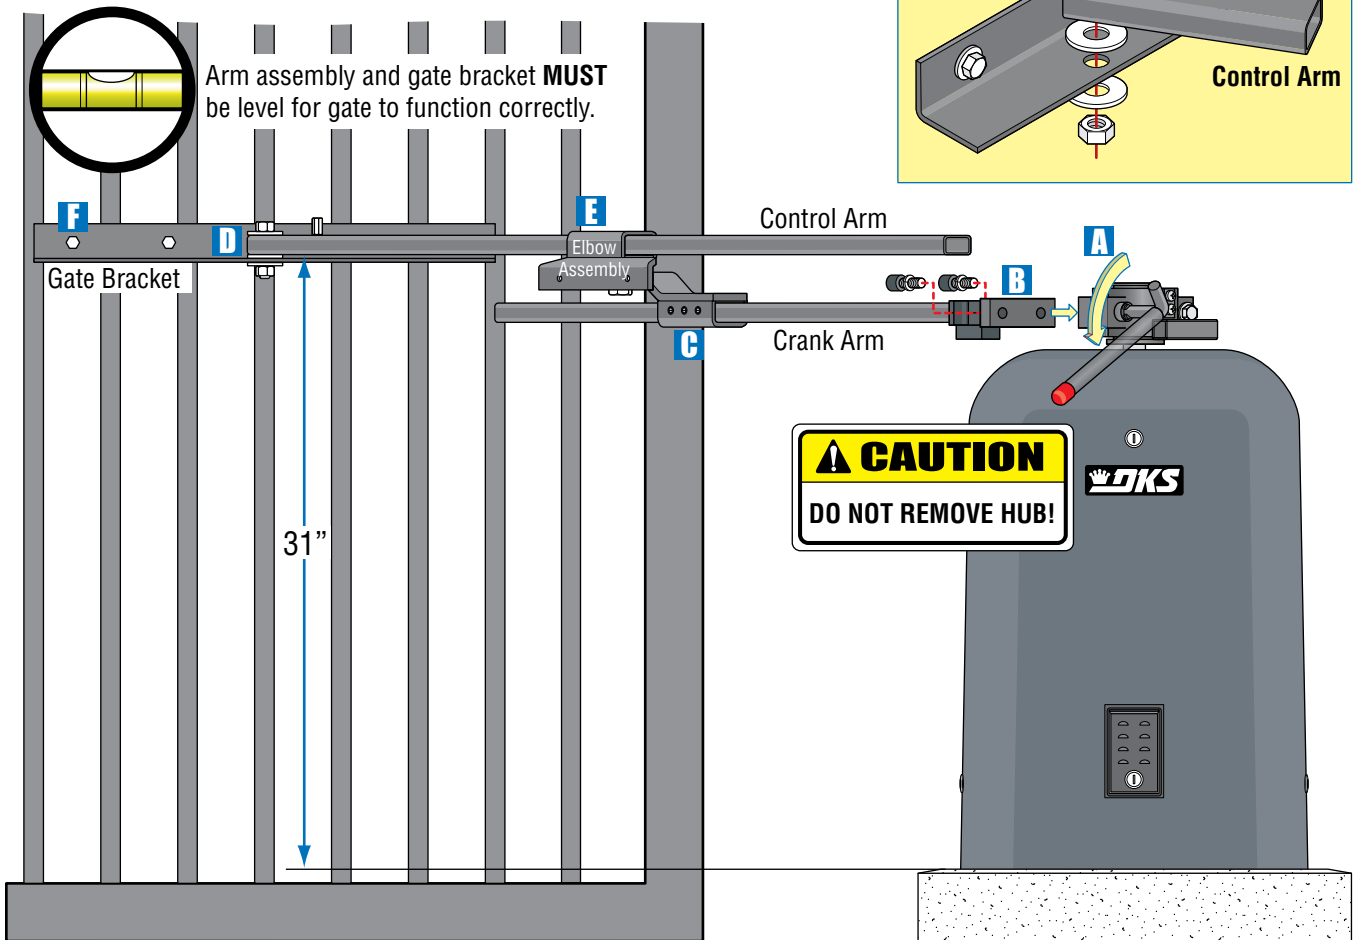 Arm assembly and gate bracket MUST
be level for gate to function correctly.
Control Arm
F
D
E
Elbow
Assembly
Control Arm
A
Gate Bracket
B
C
Crank Arm
CAUTION
DO NOT REMOVE HUB!
DKS
31”